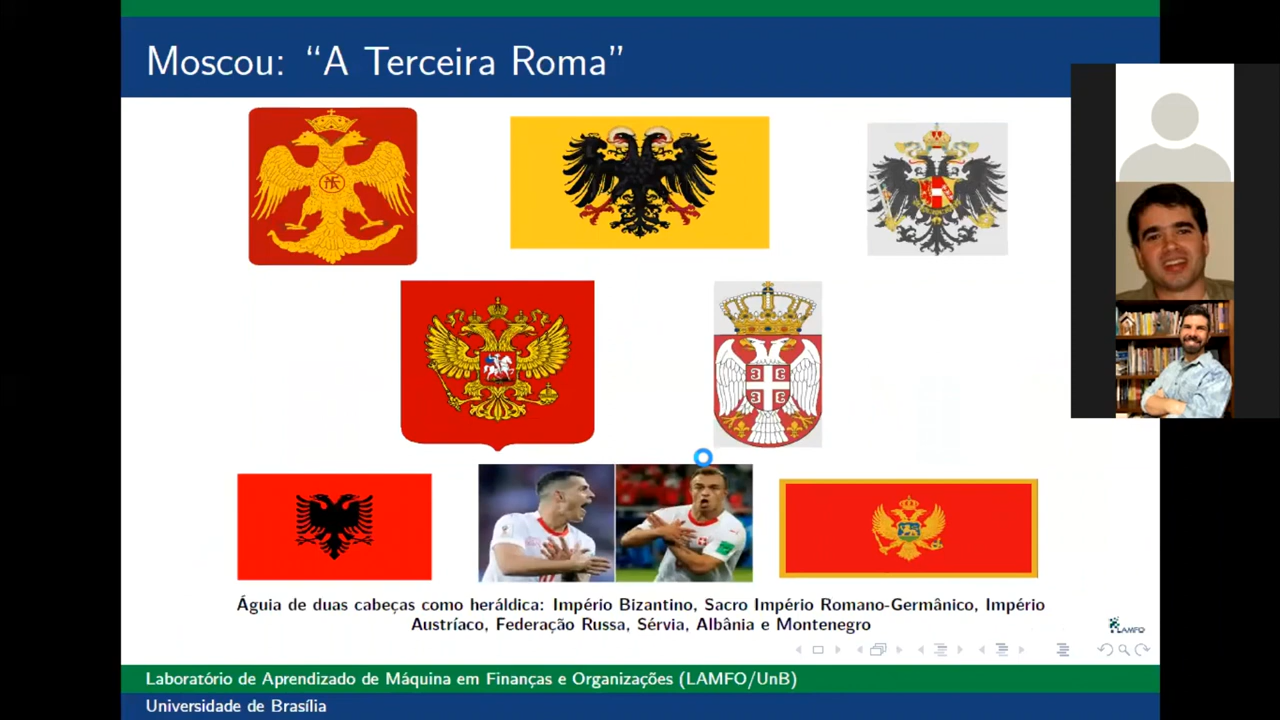 Moscou: “A Terceira Roma”
Águia de duas cabeças como heráldica: Império Bizantino, Sacro Império Romano-Germânico, Império
Austríaco, Federação Russa, Sérvia, Albânia e Montenegro
LAMFO
Laboratório de Aprendizado de Máquina em Finanças e Organizações (LAMFO/UnB)
Universidade de Brasília